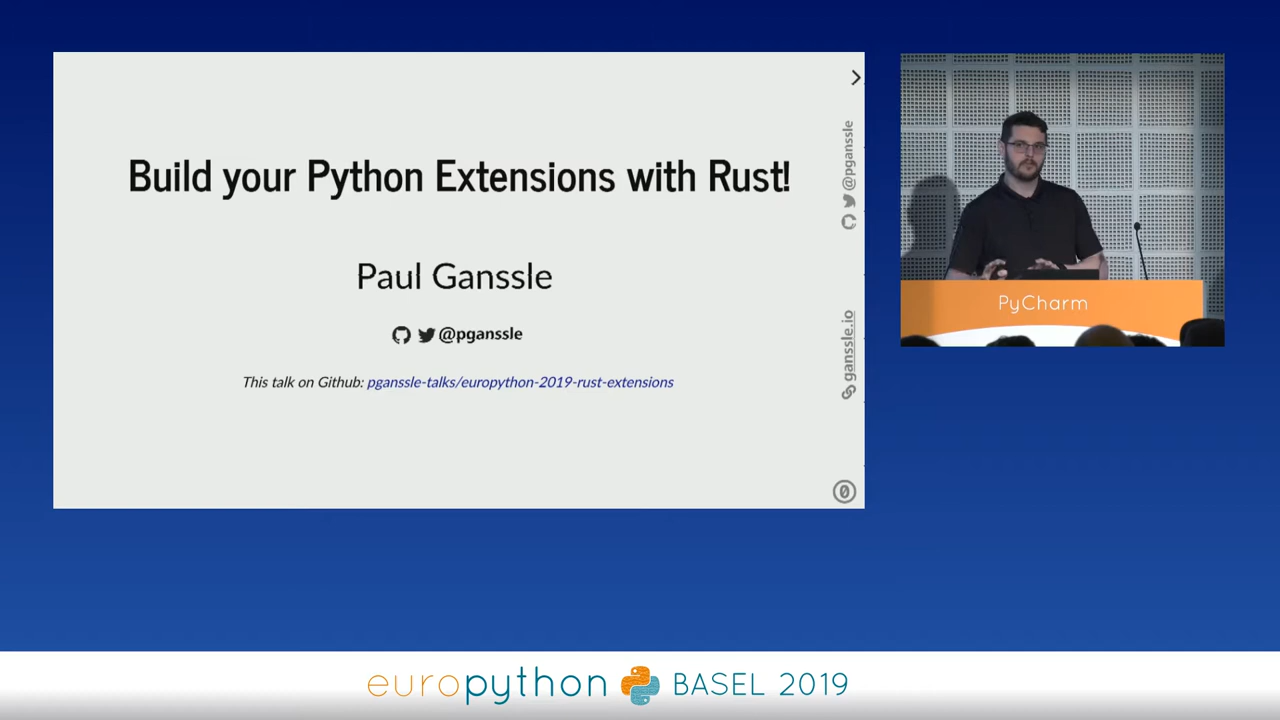 Build your Python Extensions with Rust!
Paul Ganssle
@pganssle
This talk on Github: pganssle-talks/europython-2019-rust-extensions
@pganssle
ganssle.io
0
PyCharm
europython BASEL 2019